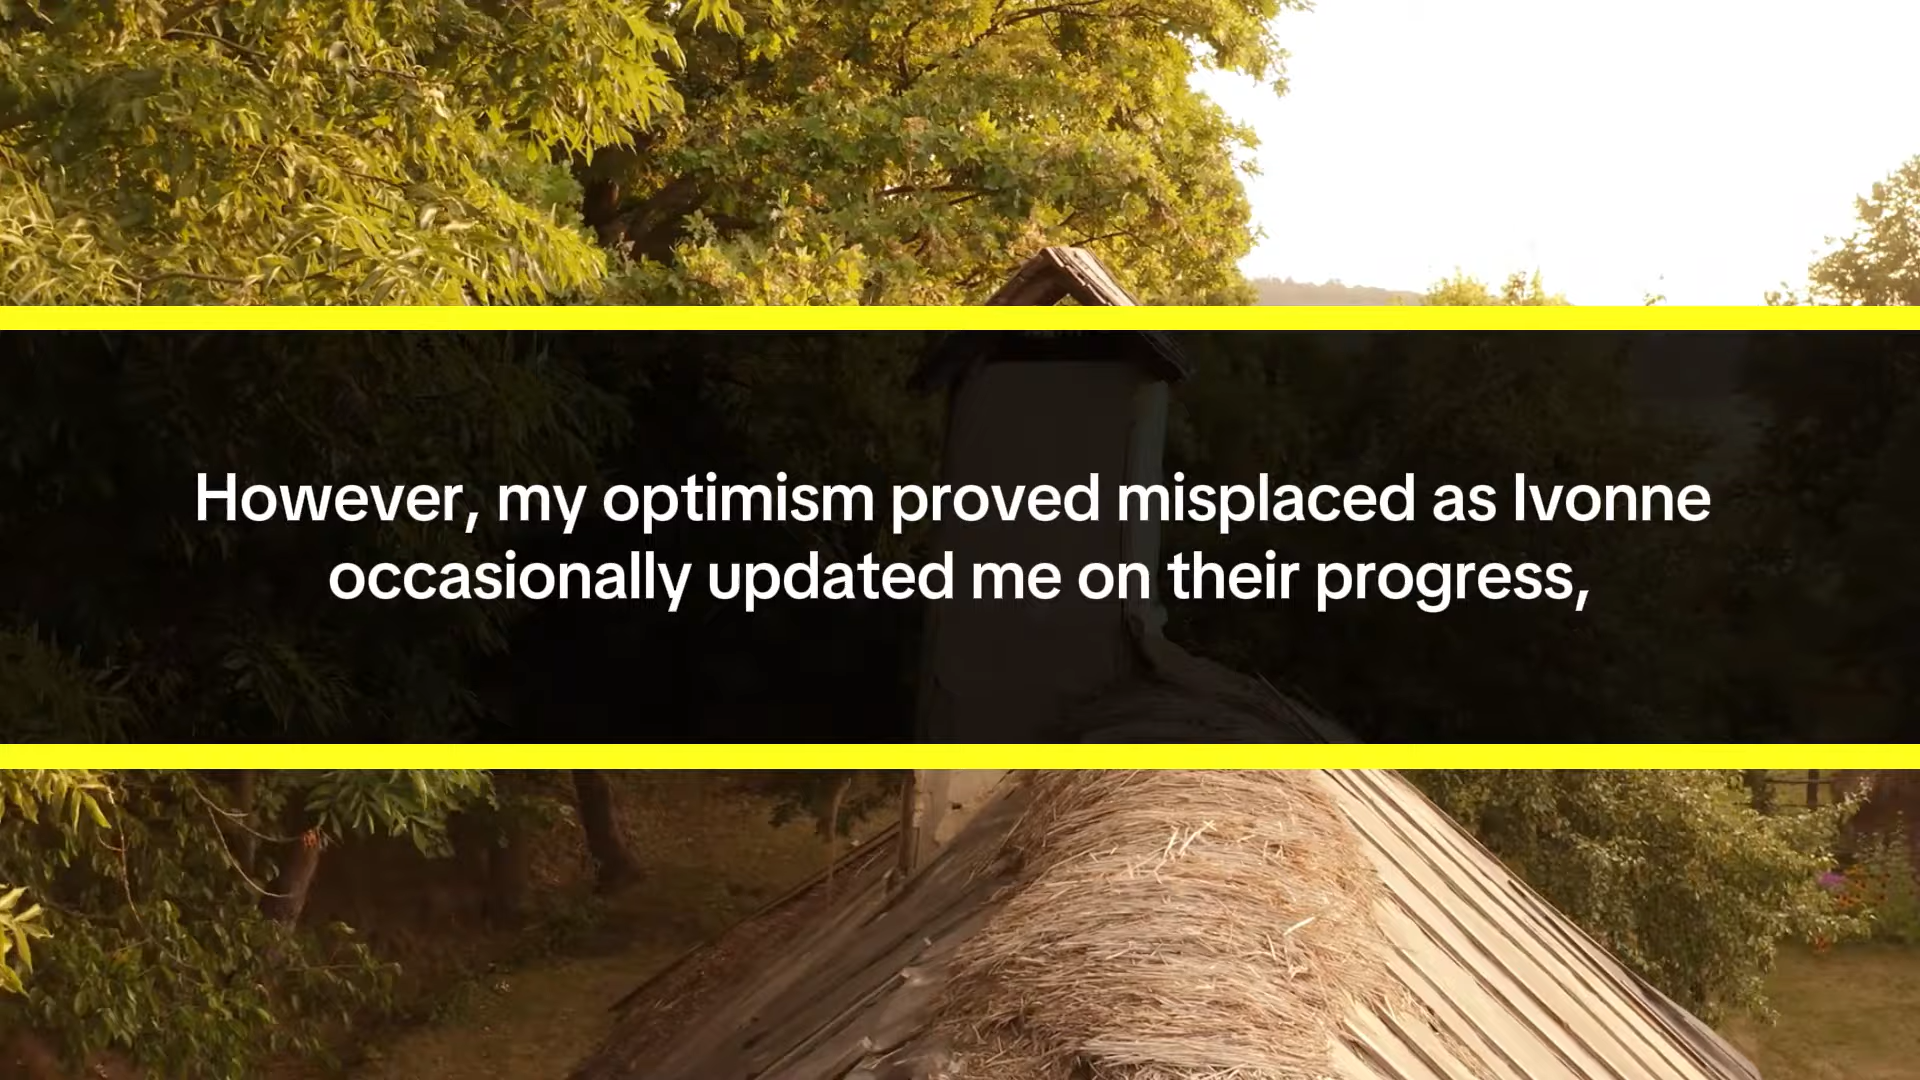 However, my optimism proved misplaced as Ivonne
occasionally updated me on their progress,